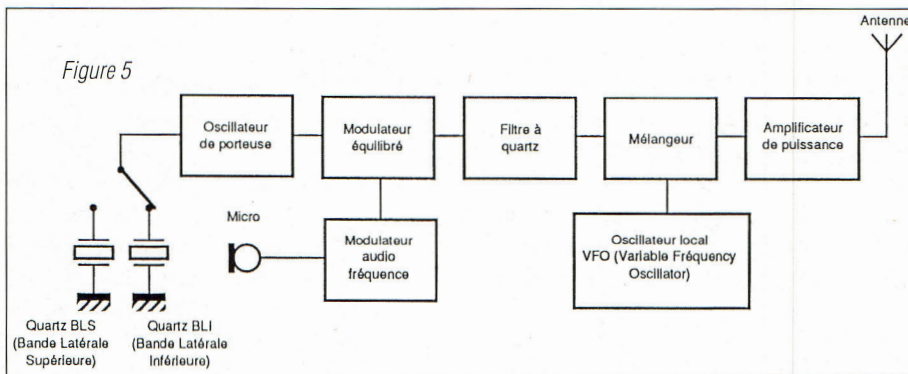 Antenne
Figure 5
Oscillateur
de porteuse
Modulateur
équilibré
Filtre à
quartz
Mélangeur
Amplificateur
de puissance
Micro
Modulateur
audio
fréquence
Oscillateur local
VFO (Variable Fréquency
Oscillator)
Quartz BLS
(Bande Latérale
Supérieure)
Quartz BLI
(Bande Latérale
Inférieure)